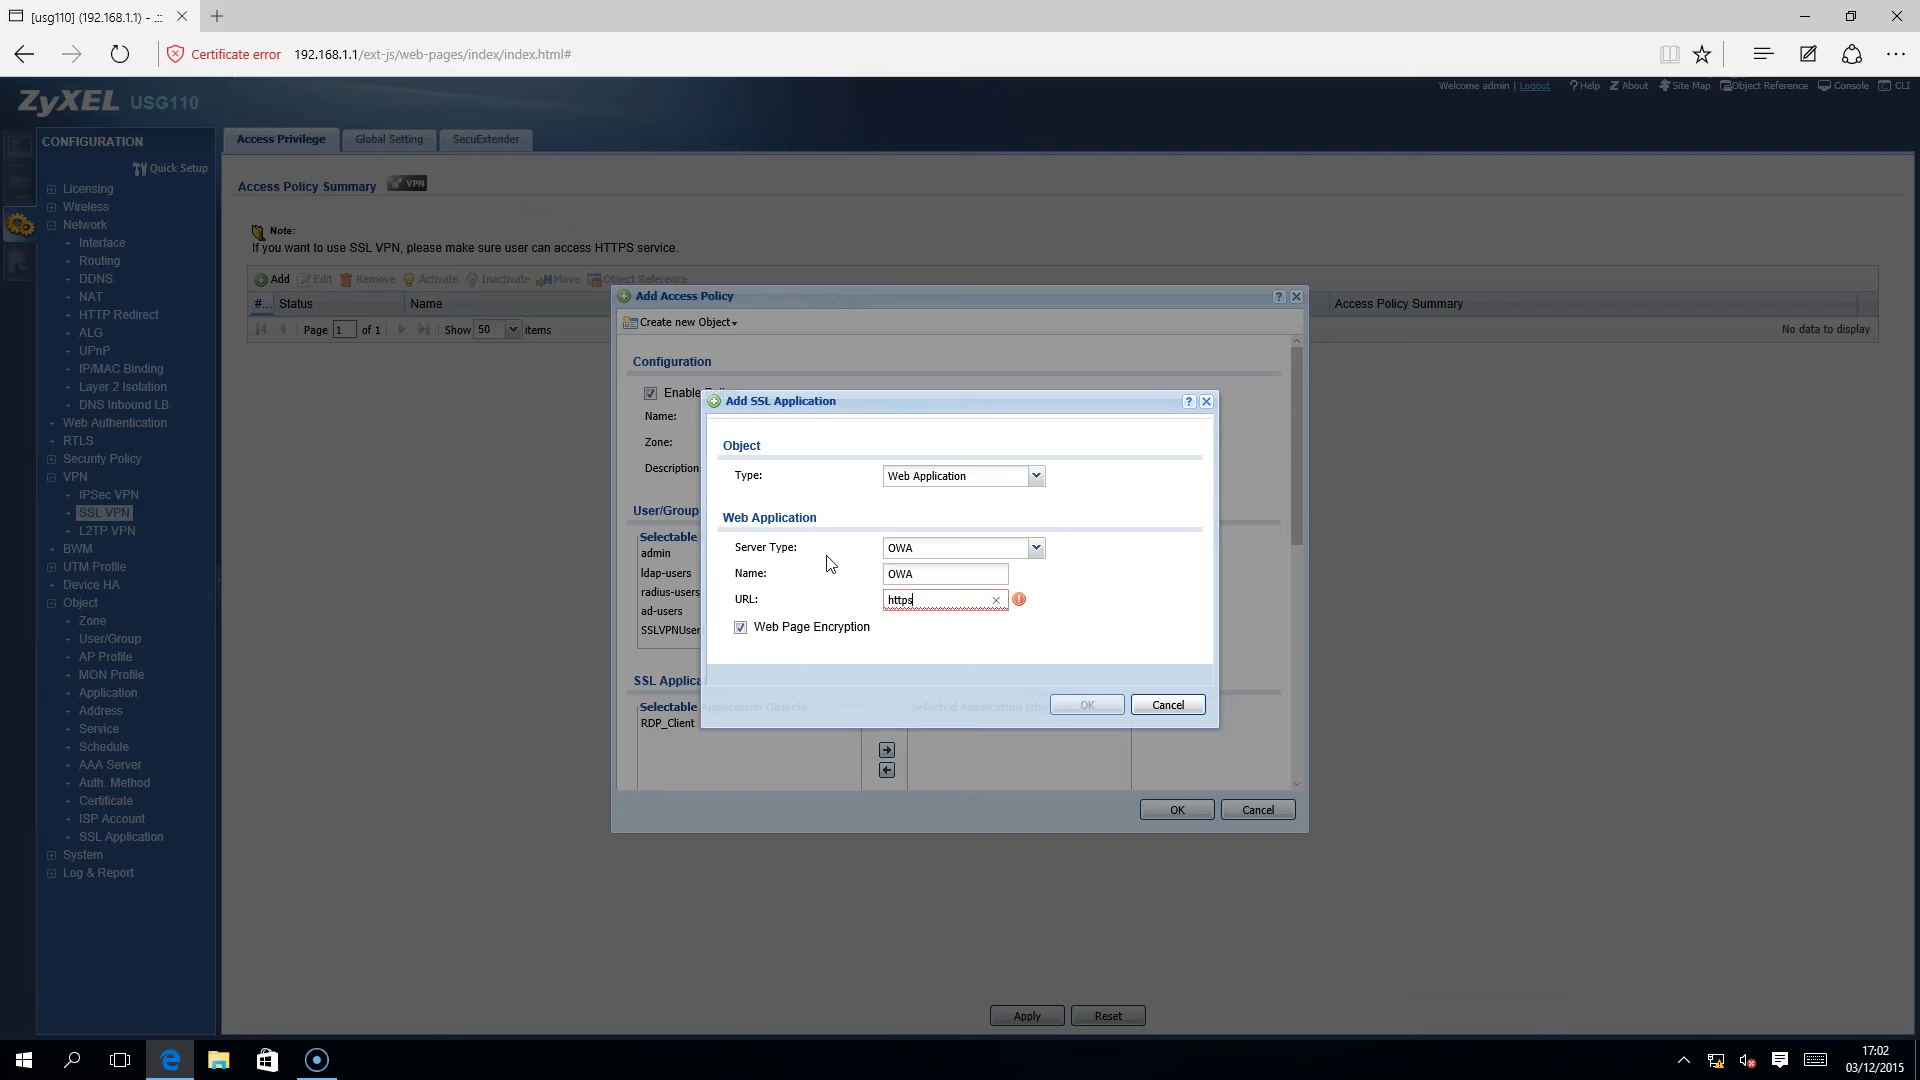 [usg110] (192.168.1.1) - .::
Certificate error 192.168.1.1/ext-js/web-pages/index/index.html#
ZyXEL USG110
Welcome admin | Logout ?Help Z About Site Map Object Reference Console CLI
CONFIGURATION
Quick Setup
Licensing
Wireless
Network
Interface
Routing
DDNS
NAT
HTTP Redirect
ALG
UPnP
IP/MAC Binding
Layer 2 Isolation
DNS Inbound LB
Web Authentication
RTLS
Security Policy
VPN
IPSec VPN
SSL VPN
L2TP VPN
BWM
UTM Profile
Device HA
Object
Zone
User/Group
AP Profile
MON Profile
Application
Address
Service
Schedule
AAA Server
Auth. Method
Certificate
ISP Account
SSL Application
System
Log & Report
Access Privilege Global Setting SecuExtender
Access Policy Summary VPN
Note:
If you want to use SSL VPN, please make sure user can access HTTPS service.
Add Edit Remove Activate Inactivate Move Object Reference
#... Status Name Access Policy Summary
Page 1 of 1 Show 50 items No data to display
Add Access Policy
Create new Object
Configuration
Enable
Name:
Zone:
Description
User/Group
Selectable
admin
ldap-users
radius-users
ad-users
SSLVPNUser
SSL Applica
Selectable Application Objects Selected Application Obj
RDP_Client
OK Cancel
Add SSL Application
Object
Type: Web Application
Web Application
Server Type: OWA
Name: OWA
URL: https
Web Page Encryption
OK Cancel
Apply Reset
17:02
03/12/2015